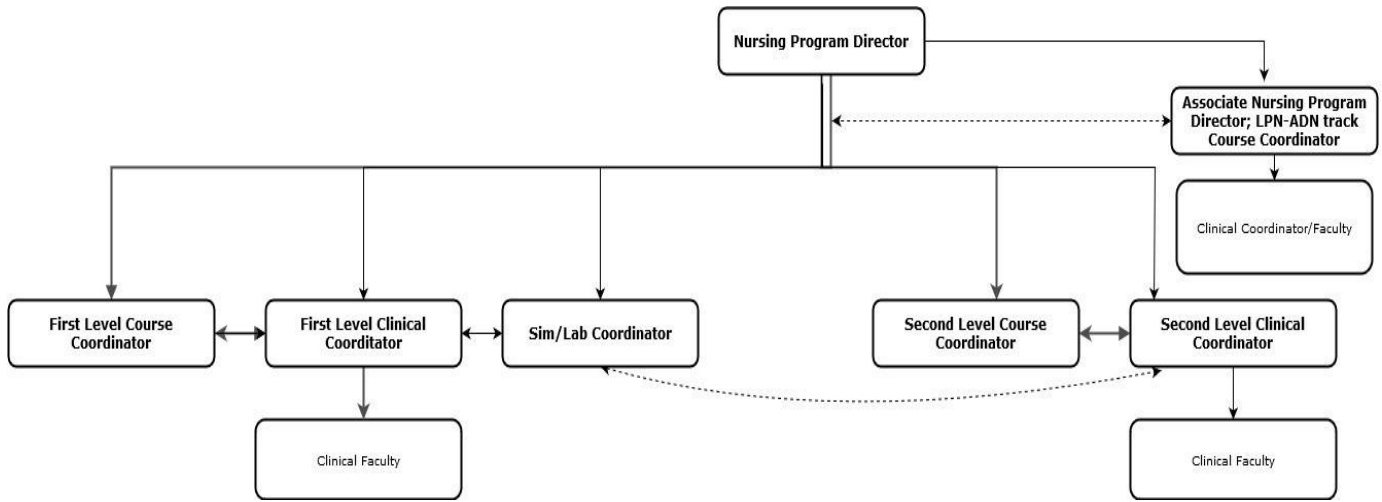 Nursing Program Director
Associate Nursing Program
Director; LPN-ADN track
Course Coordinator
Clinical Coordinator/Faculty
First Level Course
Coordinator
First Level Clinical
Coorditator
Sim/Lab Coordinator
Second Level Course
Coordinator
Second Level Clinical
Coordinator
Clinical Faculty
Clinical Faculty